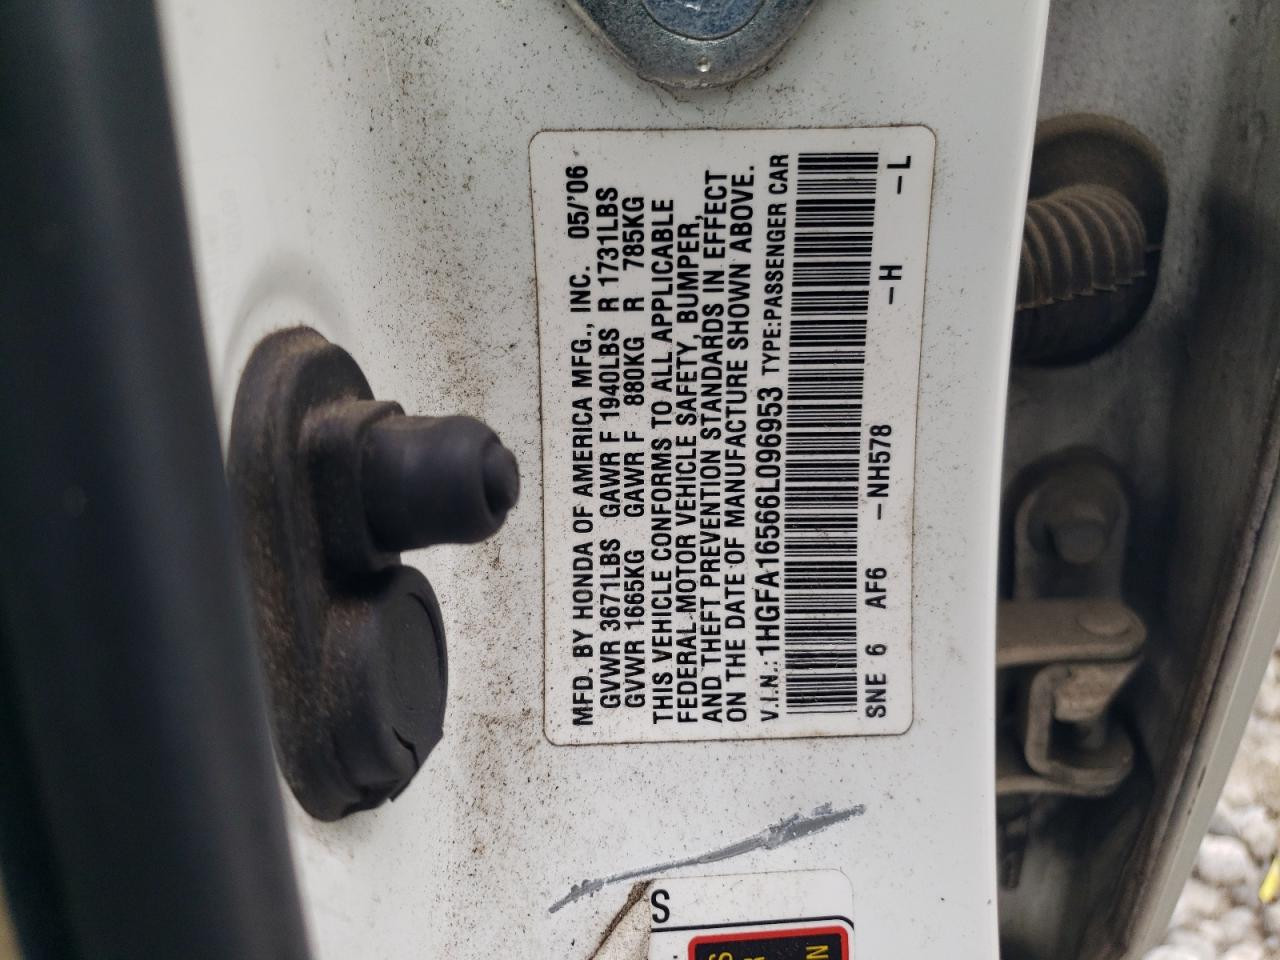 MFD. BY HONDA OF AMERICA MFG., INC. 05/'06
GVWR 3671LBS GAWR F 1940LBS R 1731LBS
GVWR 1665KG GAWR F 880KG R 785KG
THIS VEHICLE CONFORMS TO ALL APPLICABLE
FEDERAL MOTOR VEHICLE SAFETY, BUMPER,
AND THEFT PREVENTION STANDARDS IN EFFECT
ON THE DATE OF MANUFACTURE SHOWN ABOVE.
V.I.N.: 1HGFA16566L096953 TYPE:PASSENGER CAR
SNE 6 AF6 -NH578 -H -L
S